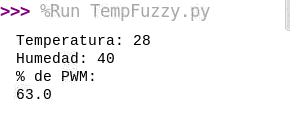 >>> %Run TempFuzzy.py
Temperatura: 28
Humedad: 40
% de PWM:
63.0